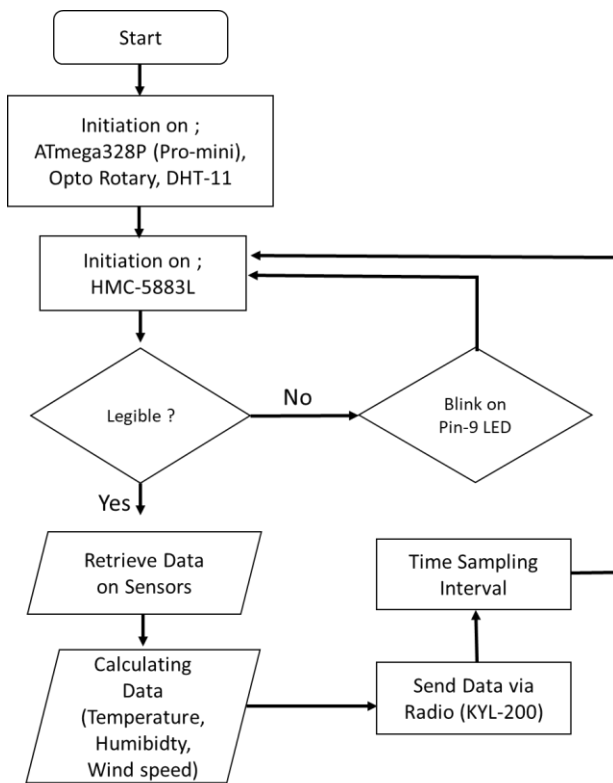 Start
Initiation on ;
ATmega328P (Pro-mini),
Opto Rotary, DHT-11
Initiation on ;
HMC-5883L
Legible ?
No
Blink on
Pin-9 LED
Yes
Retrieve Data
on Sensors
Time Sampling
Interval
Calculating
Data
(Temperature,
Humibidty,
Wind speed)
Send Data via
Radio (KYL-200)